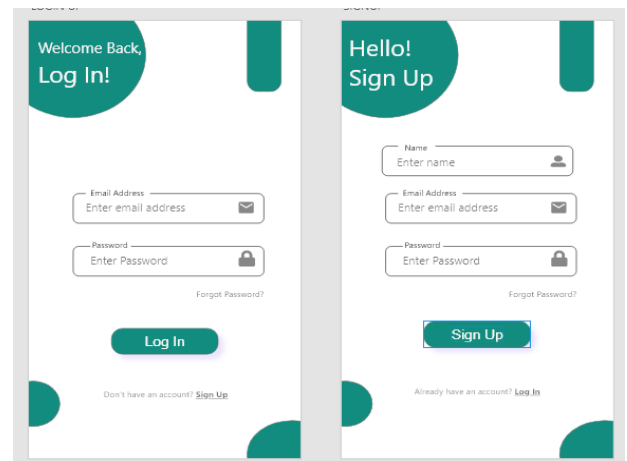 Welcome Back,
Log In!
Email Address
Enter email address
Password
Enter Password
Forgot Password?
Log In
Don't have an account? Sign Up
Hello!
Sign Up
Name
Enter name
Email Address
Enter email address
Password
Enter Password
Forgot Password?
Sign Up
Already have an account? Log In